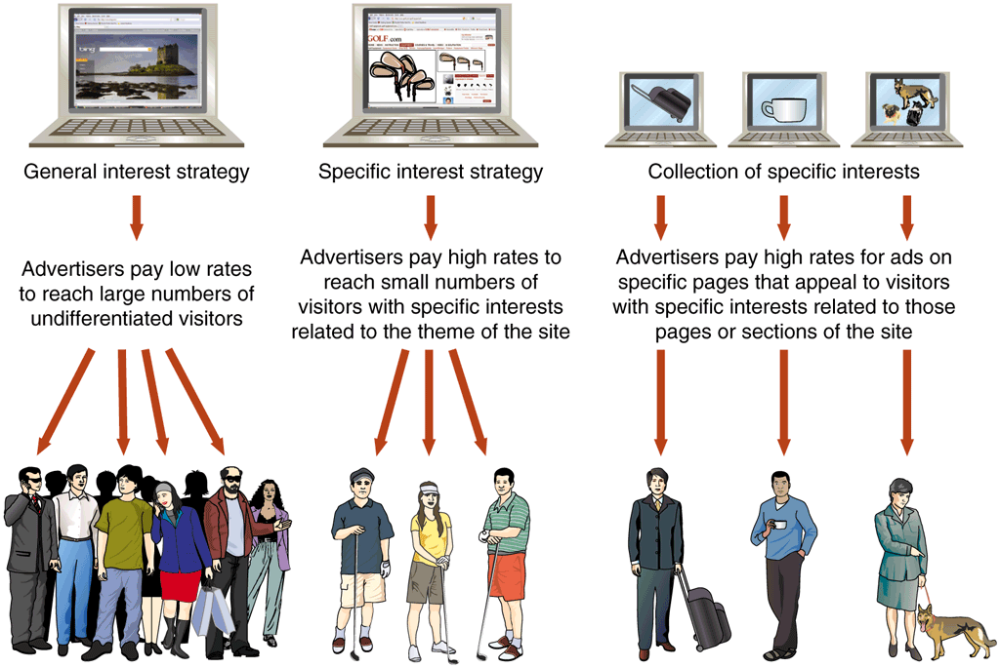 bing
GOLF.com
General interest strategy
Advertisers pay low rates
to reach large numbers of
undifferentiated visitors
Specific interest strategy
Advertisers pay high rates to
reach small numbers of
visitors with specific interests
related to the theme of the site
Collection of specific interests
Advertisers pay high rates for ads on
specific pages that appeal to visitors
with specific interests related to those
pages or sections of the site